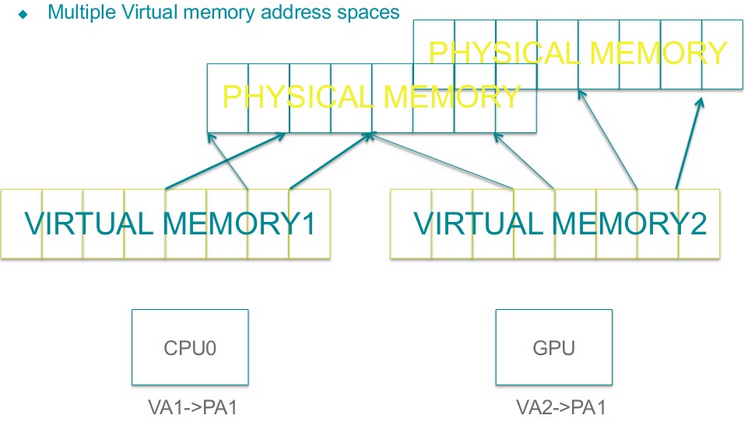 Multiple Virtual memory address spaces
PHYSICAL MEMORY
PHYSICAL MEMORY
VIRTUAL MEMORY1
VIRTUAL MEMORY2
CPU0
GPU
VA1->PA1
VA2->PA1